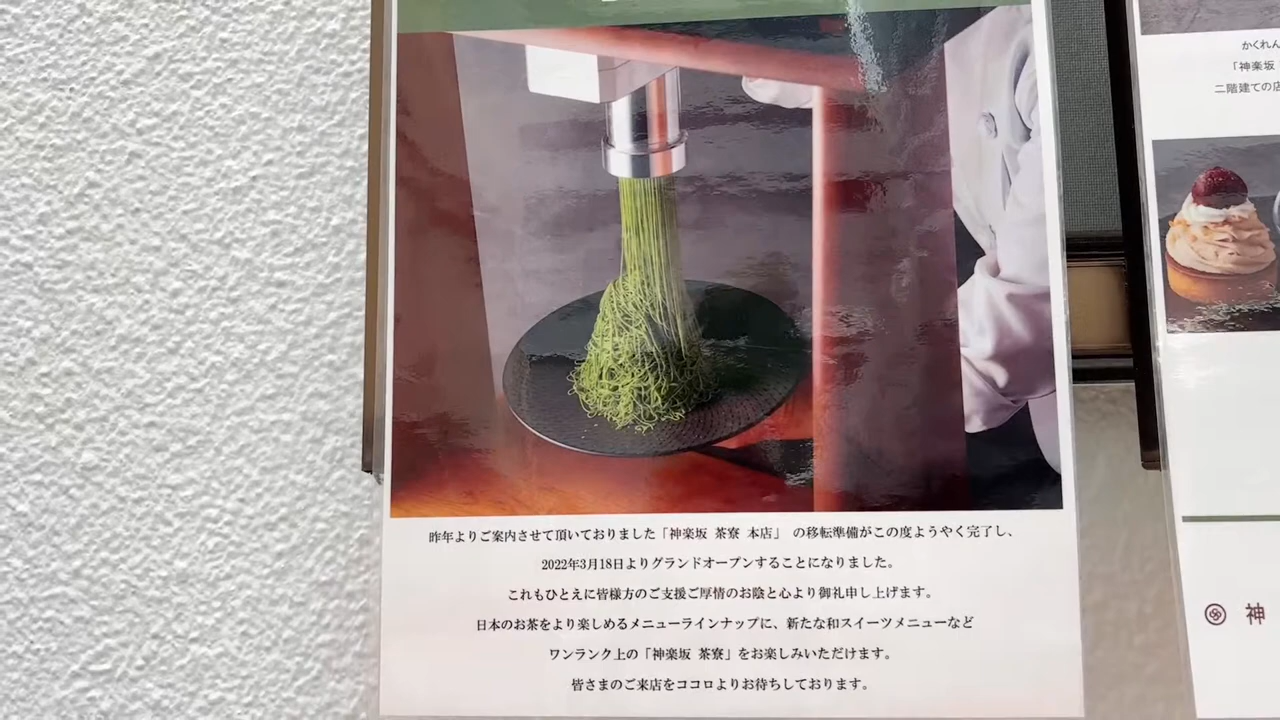 昨年よりご案内させて頂いておりました「神楽坂 茶寮 本店」 の移転準備がこの度ようやく完了し、
2022年3月18日よりグランドオープンすることになりました。
これもひとえに皆様方のご支援ご厚情のお陰と心より御礼申し上げます。
日本のお茶をより楽しめるメニューラインナップに、新たな和スイーツメニューなど
ワンランク上の「神楽坂 茶寮」をお楽しみいただけます。
皆さまのご来店をココロよりお待ちしております。
かくれん
「神楽坂
二階建ての店
神